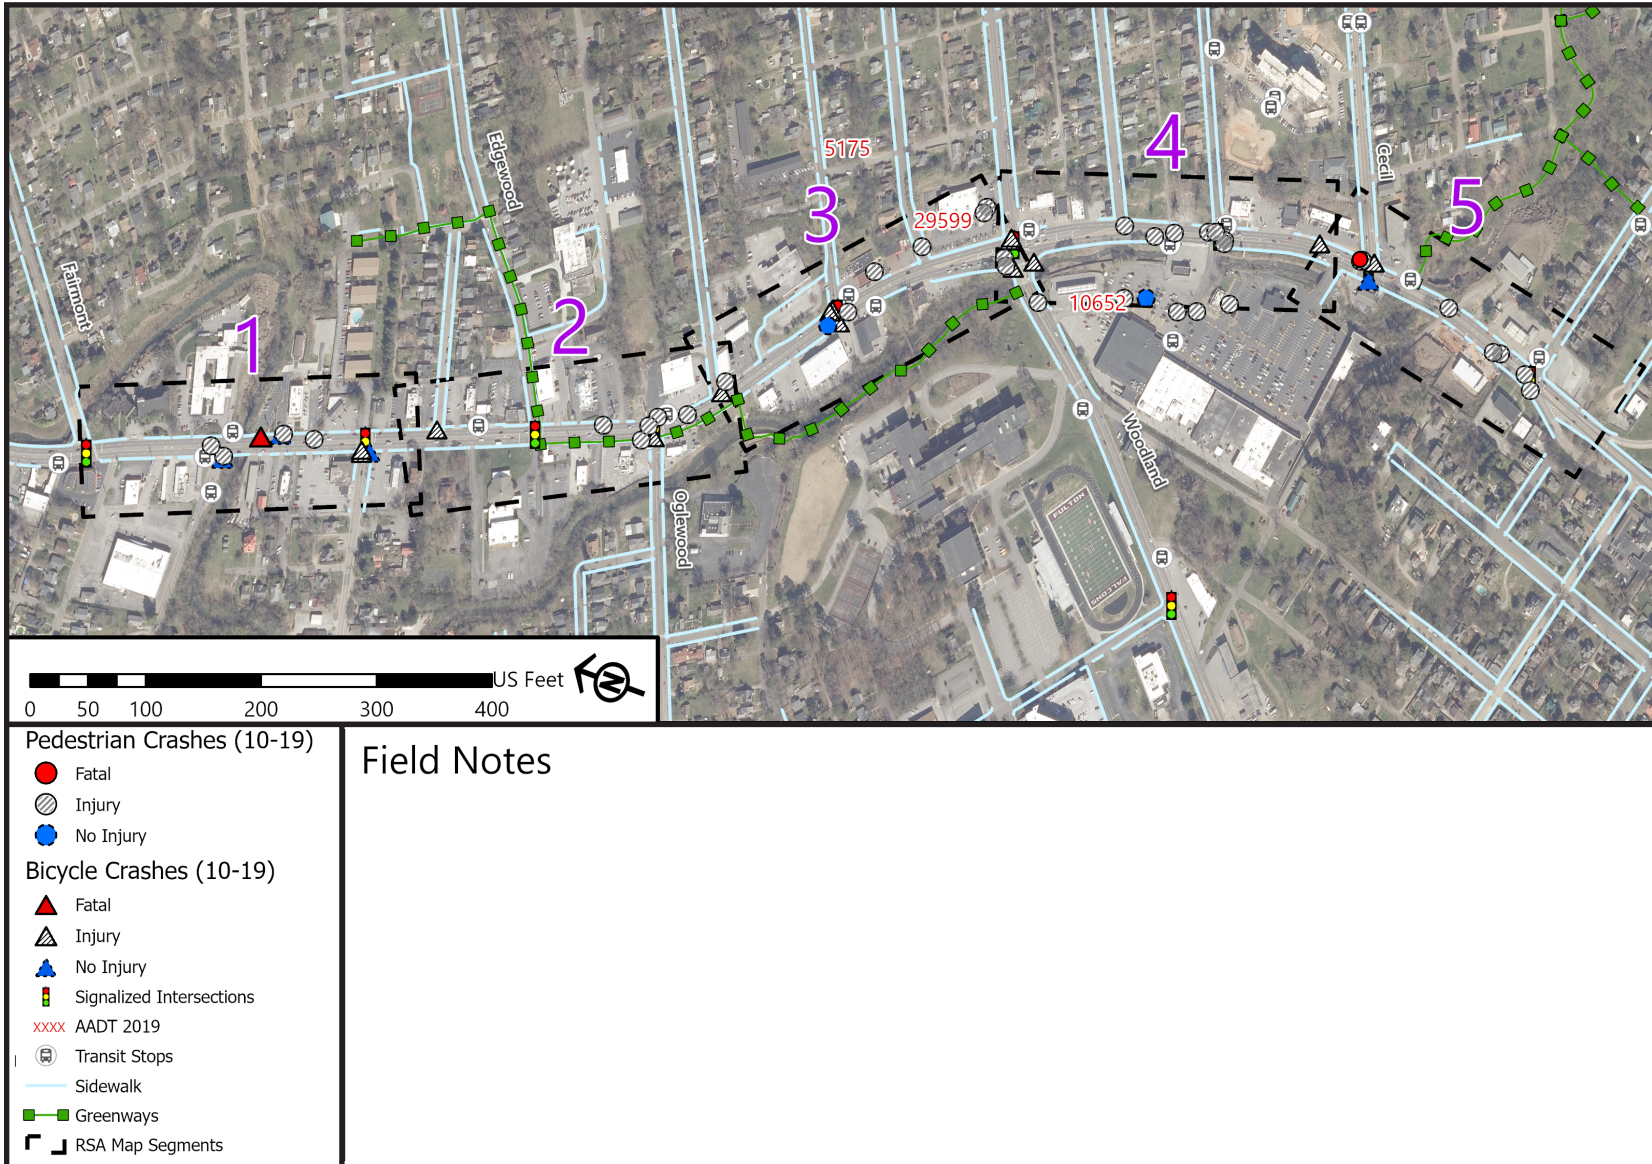 Fairmont
Edgewood
Oglewood
Woodland
Cecil
1
2
3
4
5
5175
29599
10652
FULTON
FALCONS
US Feet
N
0 50 100 200 300 400
Pedestrian Crashes (10-19)
Fatal
Injury
No Injury
Bicycle Crashes (10-19)
Fatal
Injury
No Injury
Signalized Intersections
XXXX AADT 2019
Transit Stops
Sidewalk
Greenways
RSA Map Segments
Field Notes